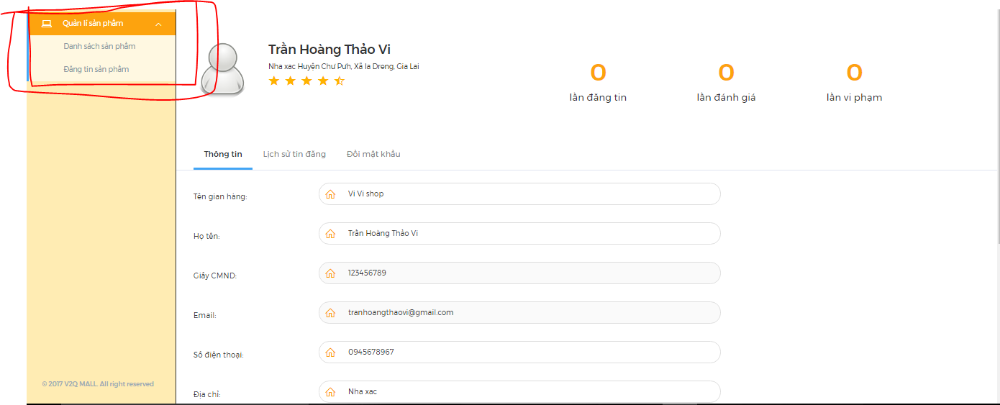 Quản lí sản phẩm
Danh sách sản phẩm
Đăng tin sản phẩm
Trần Hoàng Thảo Vi
Nha xac Huyện Chư Pưh, Xã Ia Dreng, Gia Lai
0
lần đăng tin
0
lần đánh giá
0
lần vi phạm
Thông tin
Lịch sử tin đăng
Đổi mật khẩu
Tên gian hàng:
Vi Vi shop
Họ tên:
Trần Hoàng Thảo Vi
Giấy CMND:
123456789
Email:
tranhoangthaovi@gmail.com
Số điện thoại:
0945678967
Địa chỉ:
Nha xac
© 2017 V2Q MALL. All right reserved